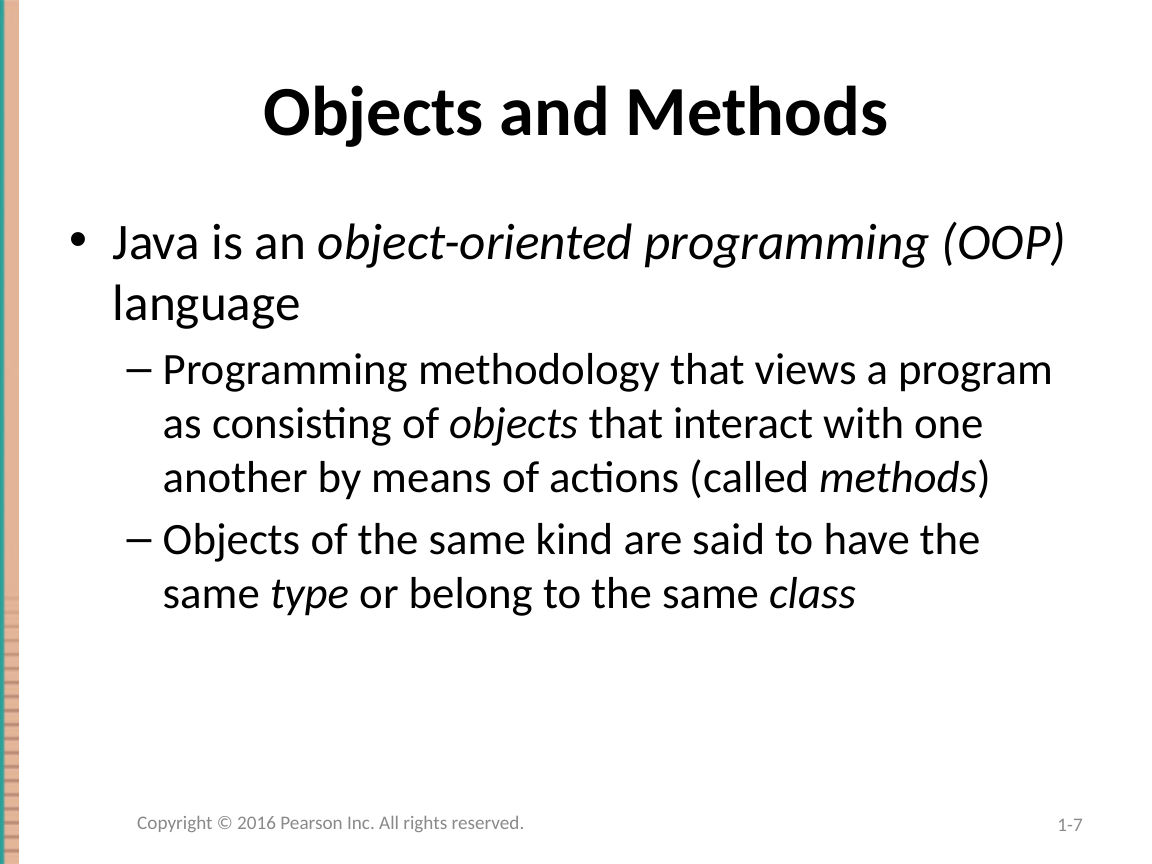 Objects and Methods
• Java is an object-oriented programming (OOP)
language
– Programming methodology that views a program
as consisting of objects that interact with one
another by means of actions (called methods)
– Objects of the same kind are said to have the
same type or belong to the same class
Copyright © 2016 Pearson Inc. All rights reserved.
1-7